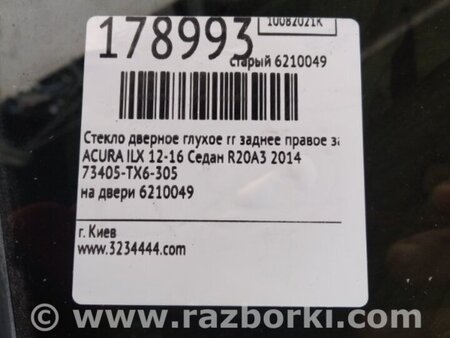 10082021K
178993
старый 6210049
Стекло дверное глухое rr заднее правое
ACURA ILX 12-16 Седан R20A3 2014
73405-TX6-305
на двери 6210049
г. Киев
www.3234444.com
© www.razborki.com